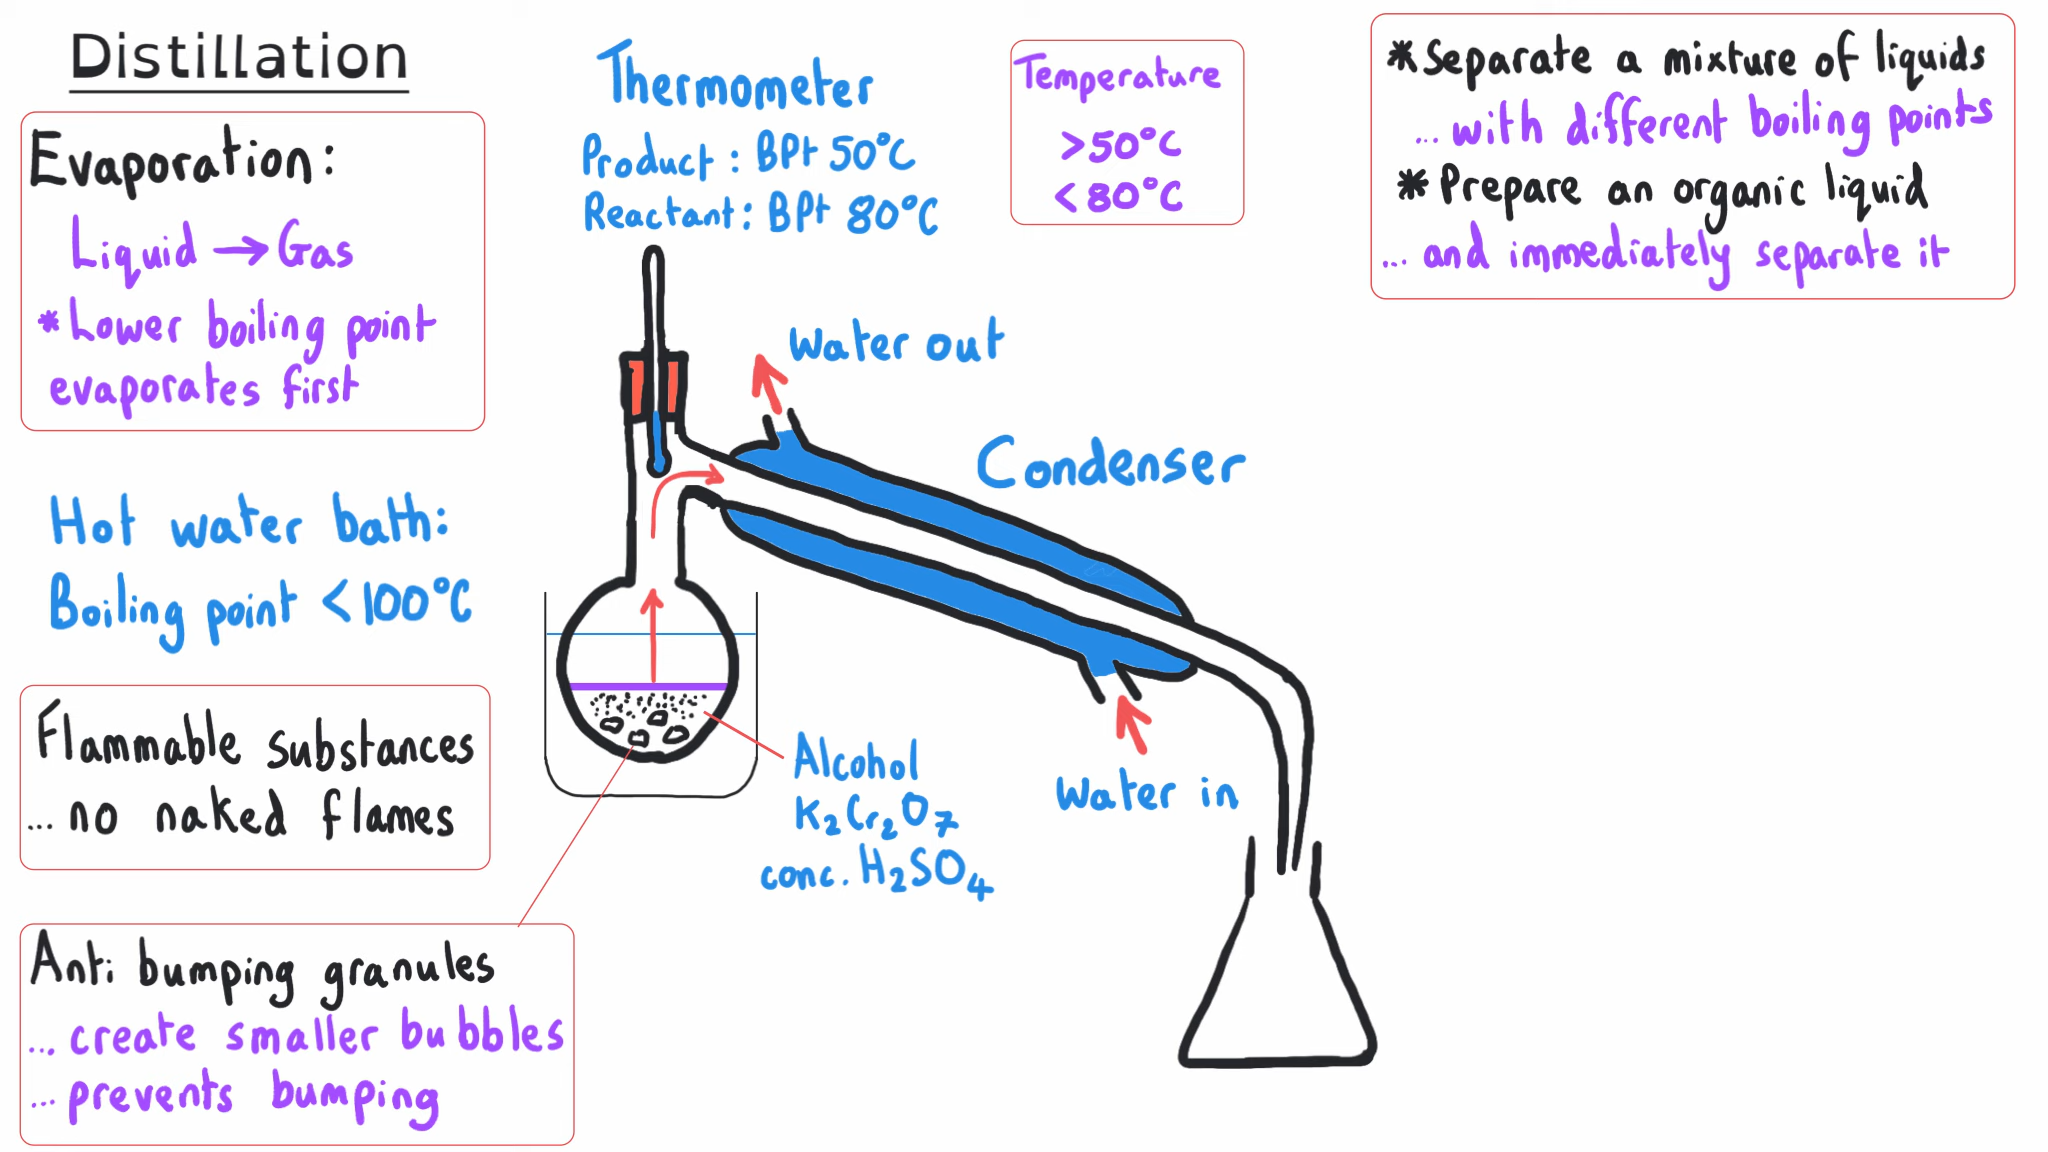 Distillation
Evaporation:
Liquid → Gas
*Lower boiling point
evaporates first
Hot water bath:
Boiling point < 100°C
Flammable substances
... no naked flames
Anti bumping granules
... create smaller bubbles
... prevents bumping
Thermometer
Product : BPt 50°C
Reactant : BPt 80°C
Temperature
>50°C
<80°C
*Separate a mixture of liquids
... with different boiling points
*Prepare an organic liquid
... and immediately separate it
Water out
Condenser
Water in
Alcohol
K₂Cr₂O₇
conc. H₂SO₄